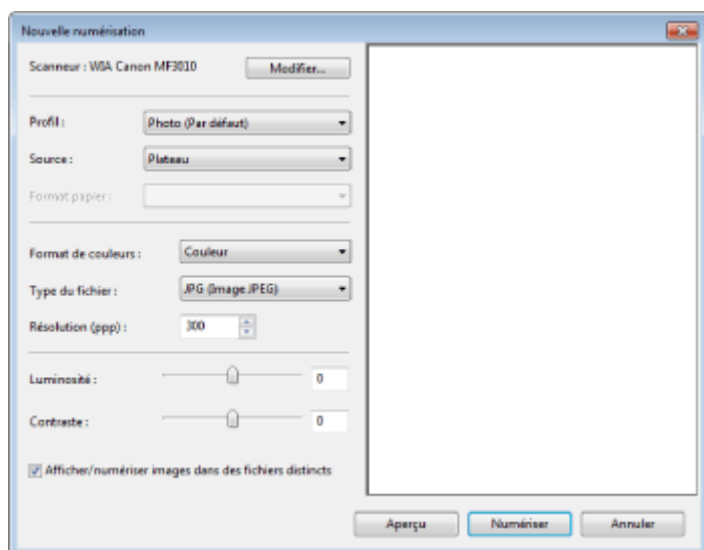 Nouvelle numérisation
Scanneur : WIA Canon MF3010
Modifier...
Profil :
Photo (Par défaut)
Source :
Plateau
Format papier :
Format de couleurs :
Couleur
Type du fichier :
JPG (Image JPEG)
Résolution (ppp) :
300
Luminosité :
0
Contraste :
0
Afficher/numériser images dans des fichiers distincts
Aperçu
Numériser
Annuler